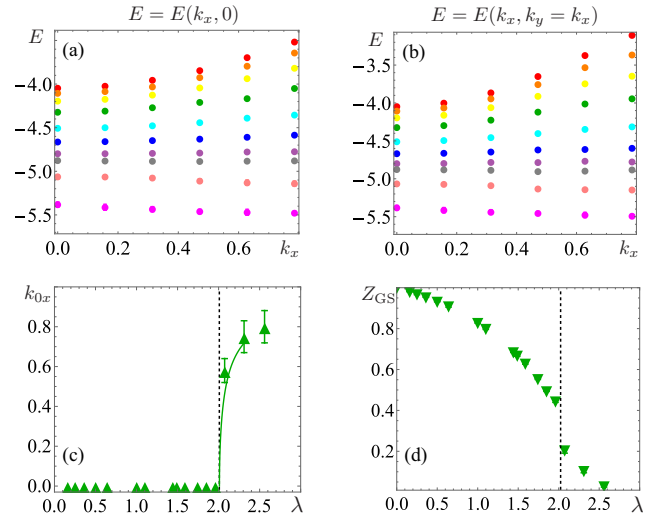 E = E(k_x, 0)
E = E(k_x, k_y = k_x)
(a)
E
−4.0
−4.5
−5.0
−5.5
0.0 0.2 0.4 0.6 k_x
(b)
E
−3.5
−4.0
−4.5
−5.0
−5.5
0.0 0.2 0.4 0.6 k_x
k_{0x}
0.8
0.6
0.4
0.2
0.0
(c)
0.0 0.5 1.0 1.5 2.0 2.5 λ
Z_{GS}
0.8
0.6
0.4
0.2
(d)
0.0 0.5 1.0 1.5 2.0 2.5 λ